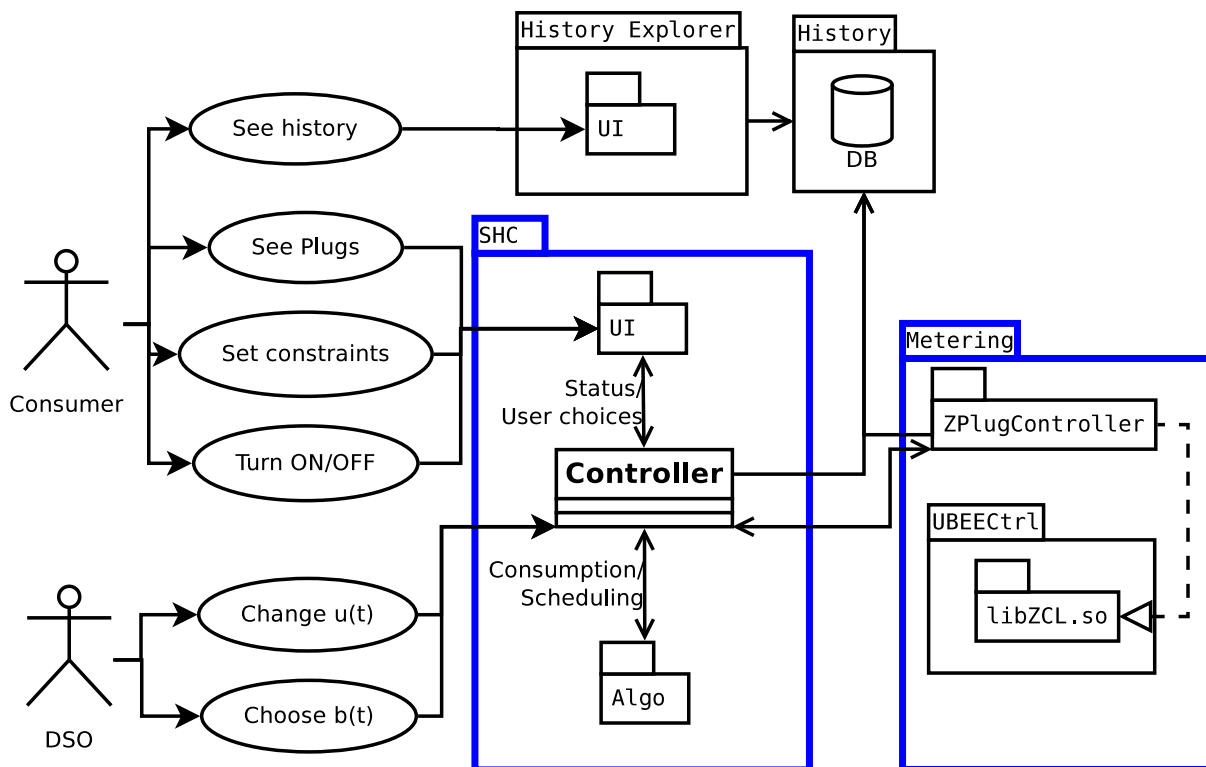 History Explorer
History
See history
UI
DB
SHC
See Plugs
UI
Metering
Set constraints
Consumer
Status/
User choices
ZPlugController
Turn ON/OFF
Controller
UBEECtrl
Consumption/
Scheduling
Change u(t)
libZCL.so
Algo
Choose b(t)
DSO